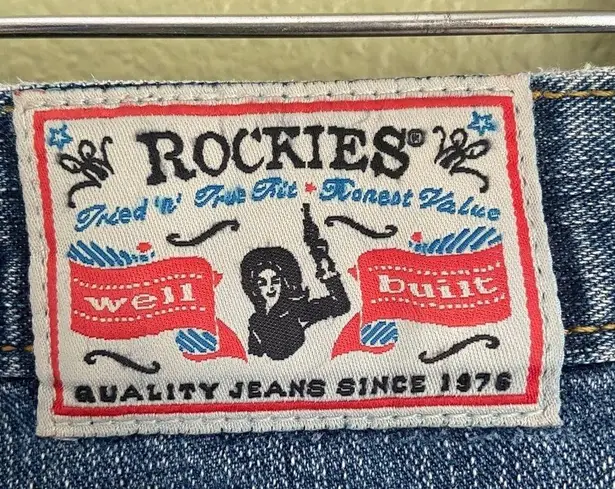 ROCKIES®
Tried 'n' True Fit * Honest Value
well built
QUALITY JEANS SINCE 1976